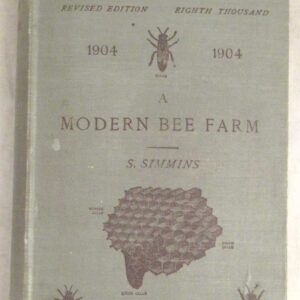 REVISED EDITION EIGHTH THOUSAND
1904 1904
A
MODERN BEE FARM
S. SIMMINS